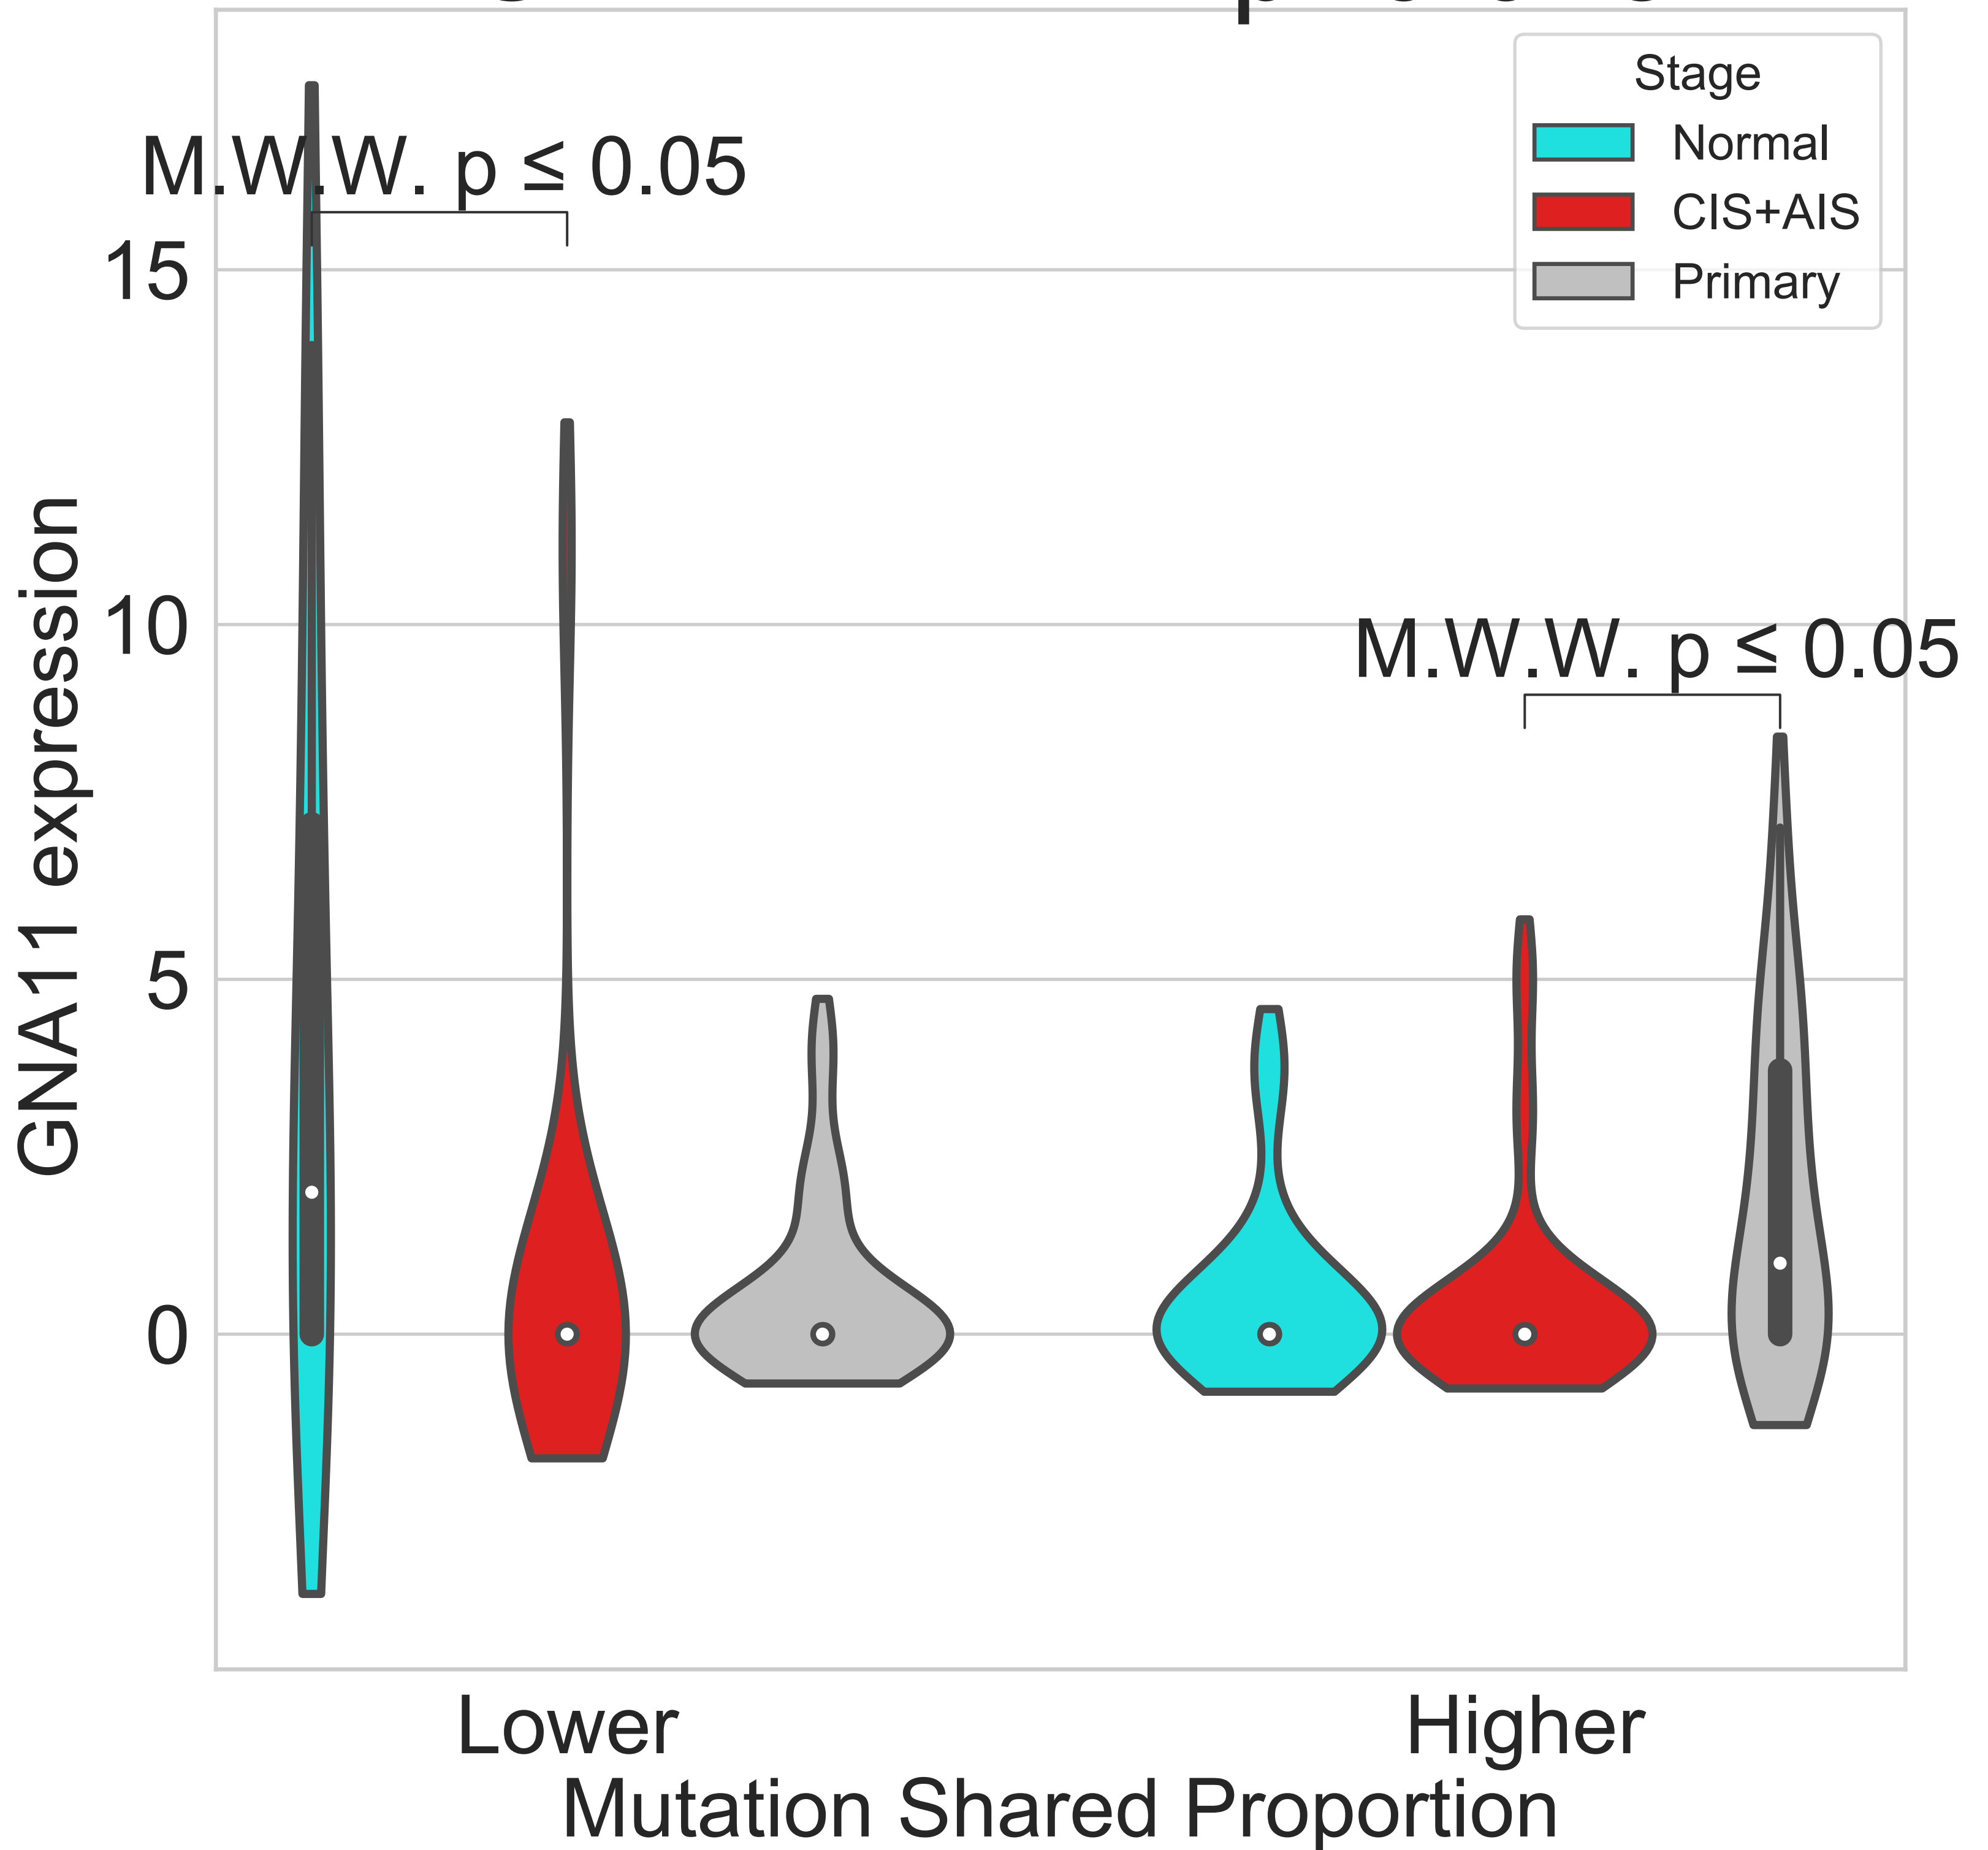 Stage
Normal
CIS+AIS
Primary
M.W.W. p ≤ 0.05
M.W.W. p ≤ 0.05
GNA11 expression
15
10
5
0
Lower
Higher
Mutation Shared Proportion